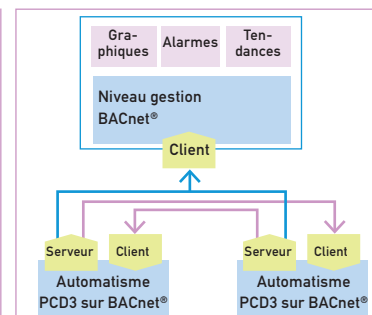 Gra-
phiques
Alarmes
Ten-
dances
Niveau gestion
BACnet®
Client
Serveur
Client
Automatisme
PCD3 sur BACnet®
Serveur
Client
Automatisme
PCD3 sur BACnet®